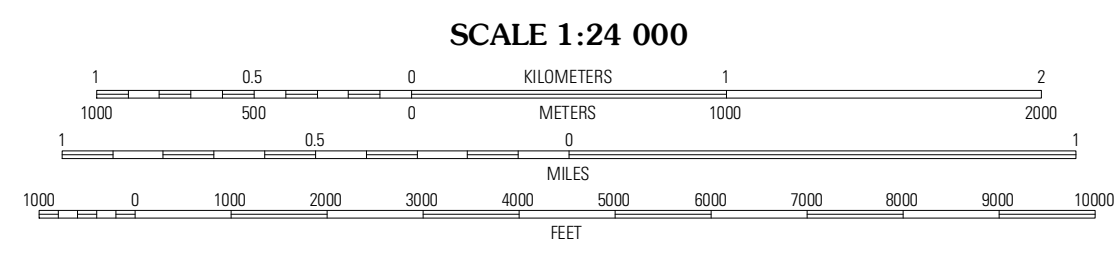 SCALE 1:24 000
1 0.5 0 KILOMETERS 1 2
1000 500 0 METERS 1000 2000
1 0.5 0 1
MILES
1000 0 1000 2000 3000 4000 5000 6000 7000 8000 9000 10000
FEET